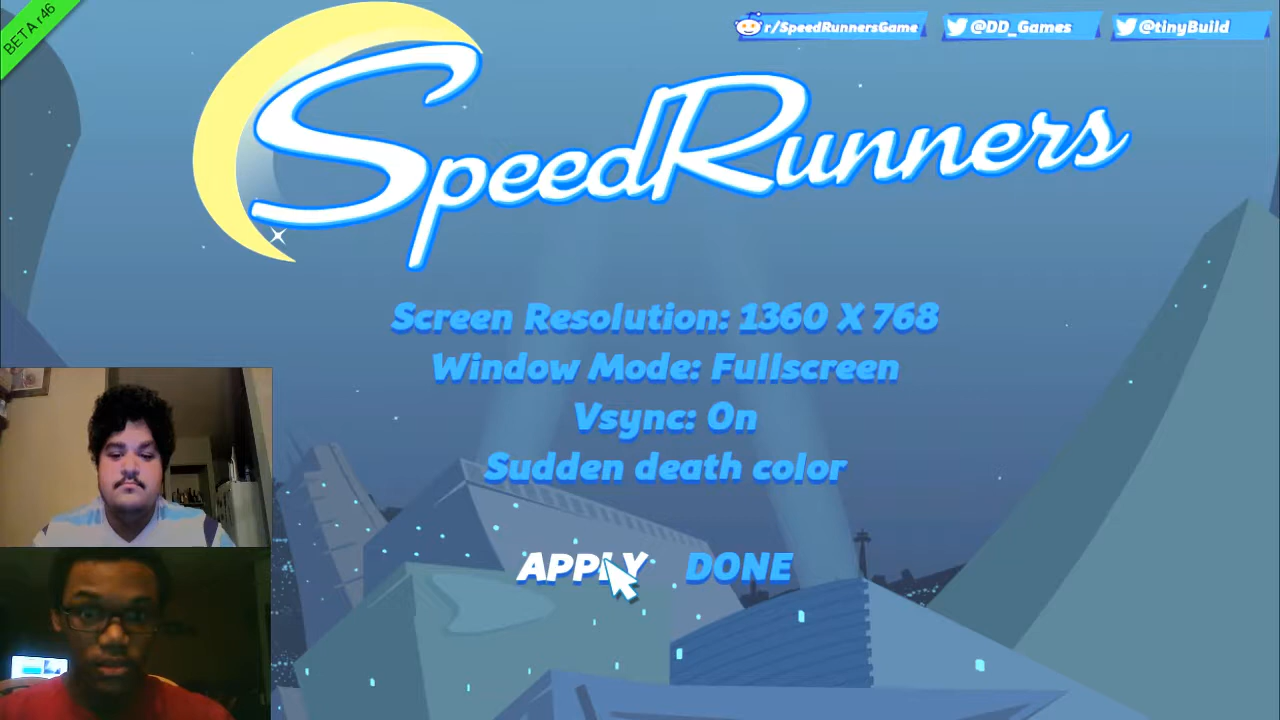 BETA r46
r/SpeedRunnersGame
@DD_Games
@tinyBuild
SpeedRunners
Screen Resolution: 1360 X 768
Window Mode: Fullscreen
Vsync: On
Sudden death color
APPLY DONE